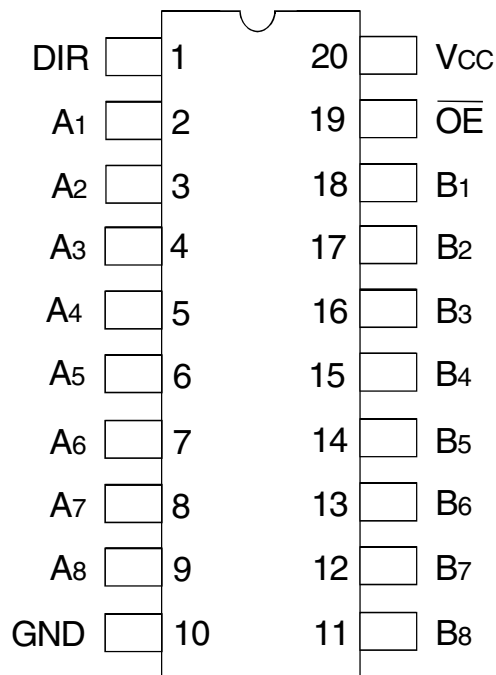 DIR 1 20 VCC
A1 2 19 O̅E̅
A2 3 18 B1
A3 4 17 B2
A4 5 16 B3
A5 6 15 B4
A6 7 14 B5
A7 8 13 B6
A8 9 12 B7
GND 10 11 B8